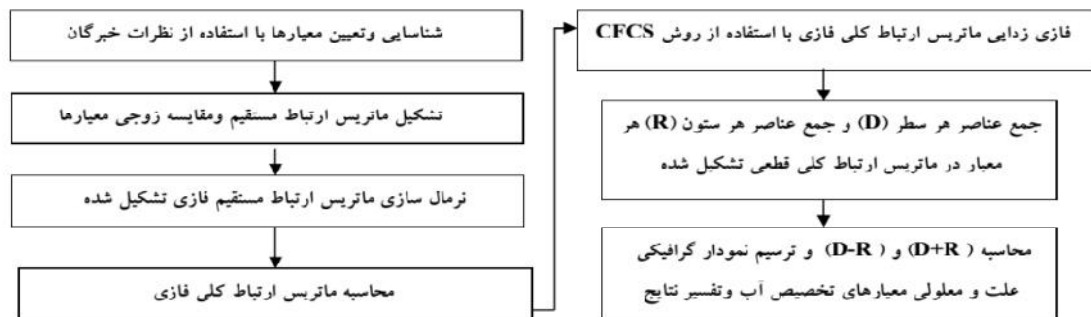 شناسایی وتعیین معیارها با استفاده از نظرات خبرگان
تشکیل ماتریس ارتباط مستقیم ومقایسه زوجی معیارها
نرمال سازی ماتریس ارتباط مستقیم فازی تشکیل شده
محاسبه ماتریس ارتباط کلی فازی
فازی زدایی ماتریس ارتباط کلی فازی با استفاده از روش CFCS
جمع عناصر هر سطر (D) و جمع عناصر هر ستون (R) هر
معیار در ماتریس ارتباط کلی قطعی تشکیل شده
محاسبه ( D+R) و ( D-R) و ترسیم نمودار گرافیکی
علت و معلولی معیارهای تخصیص آب وتفسیر نتایج